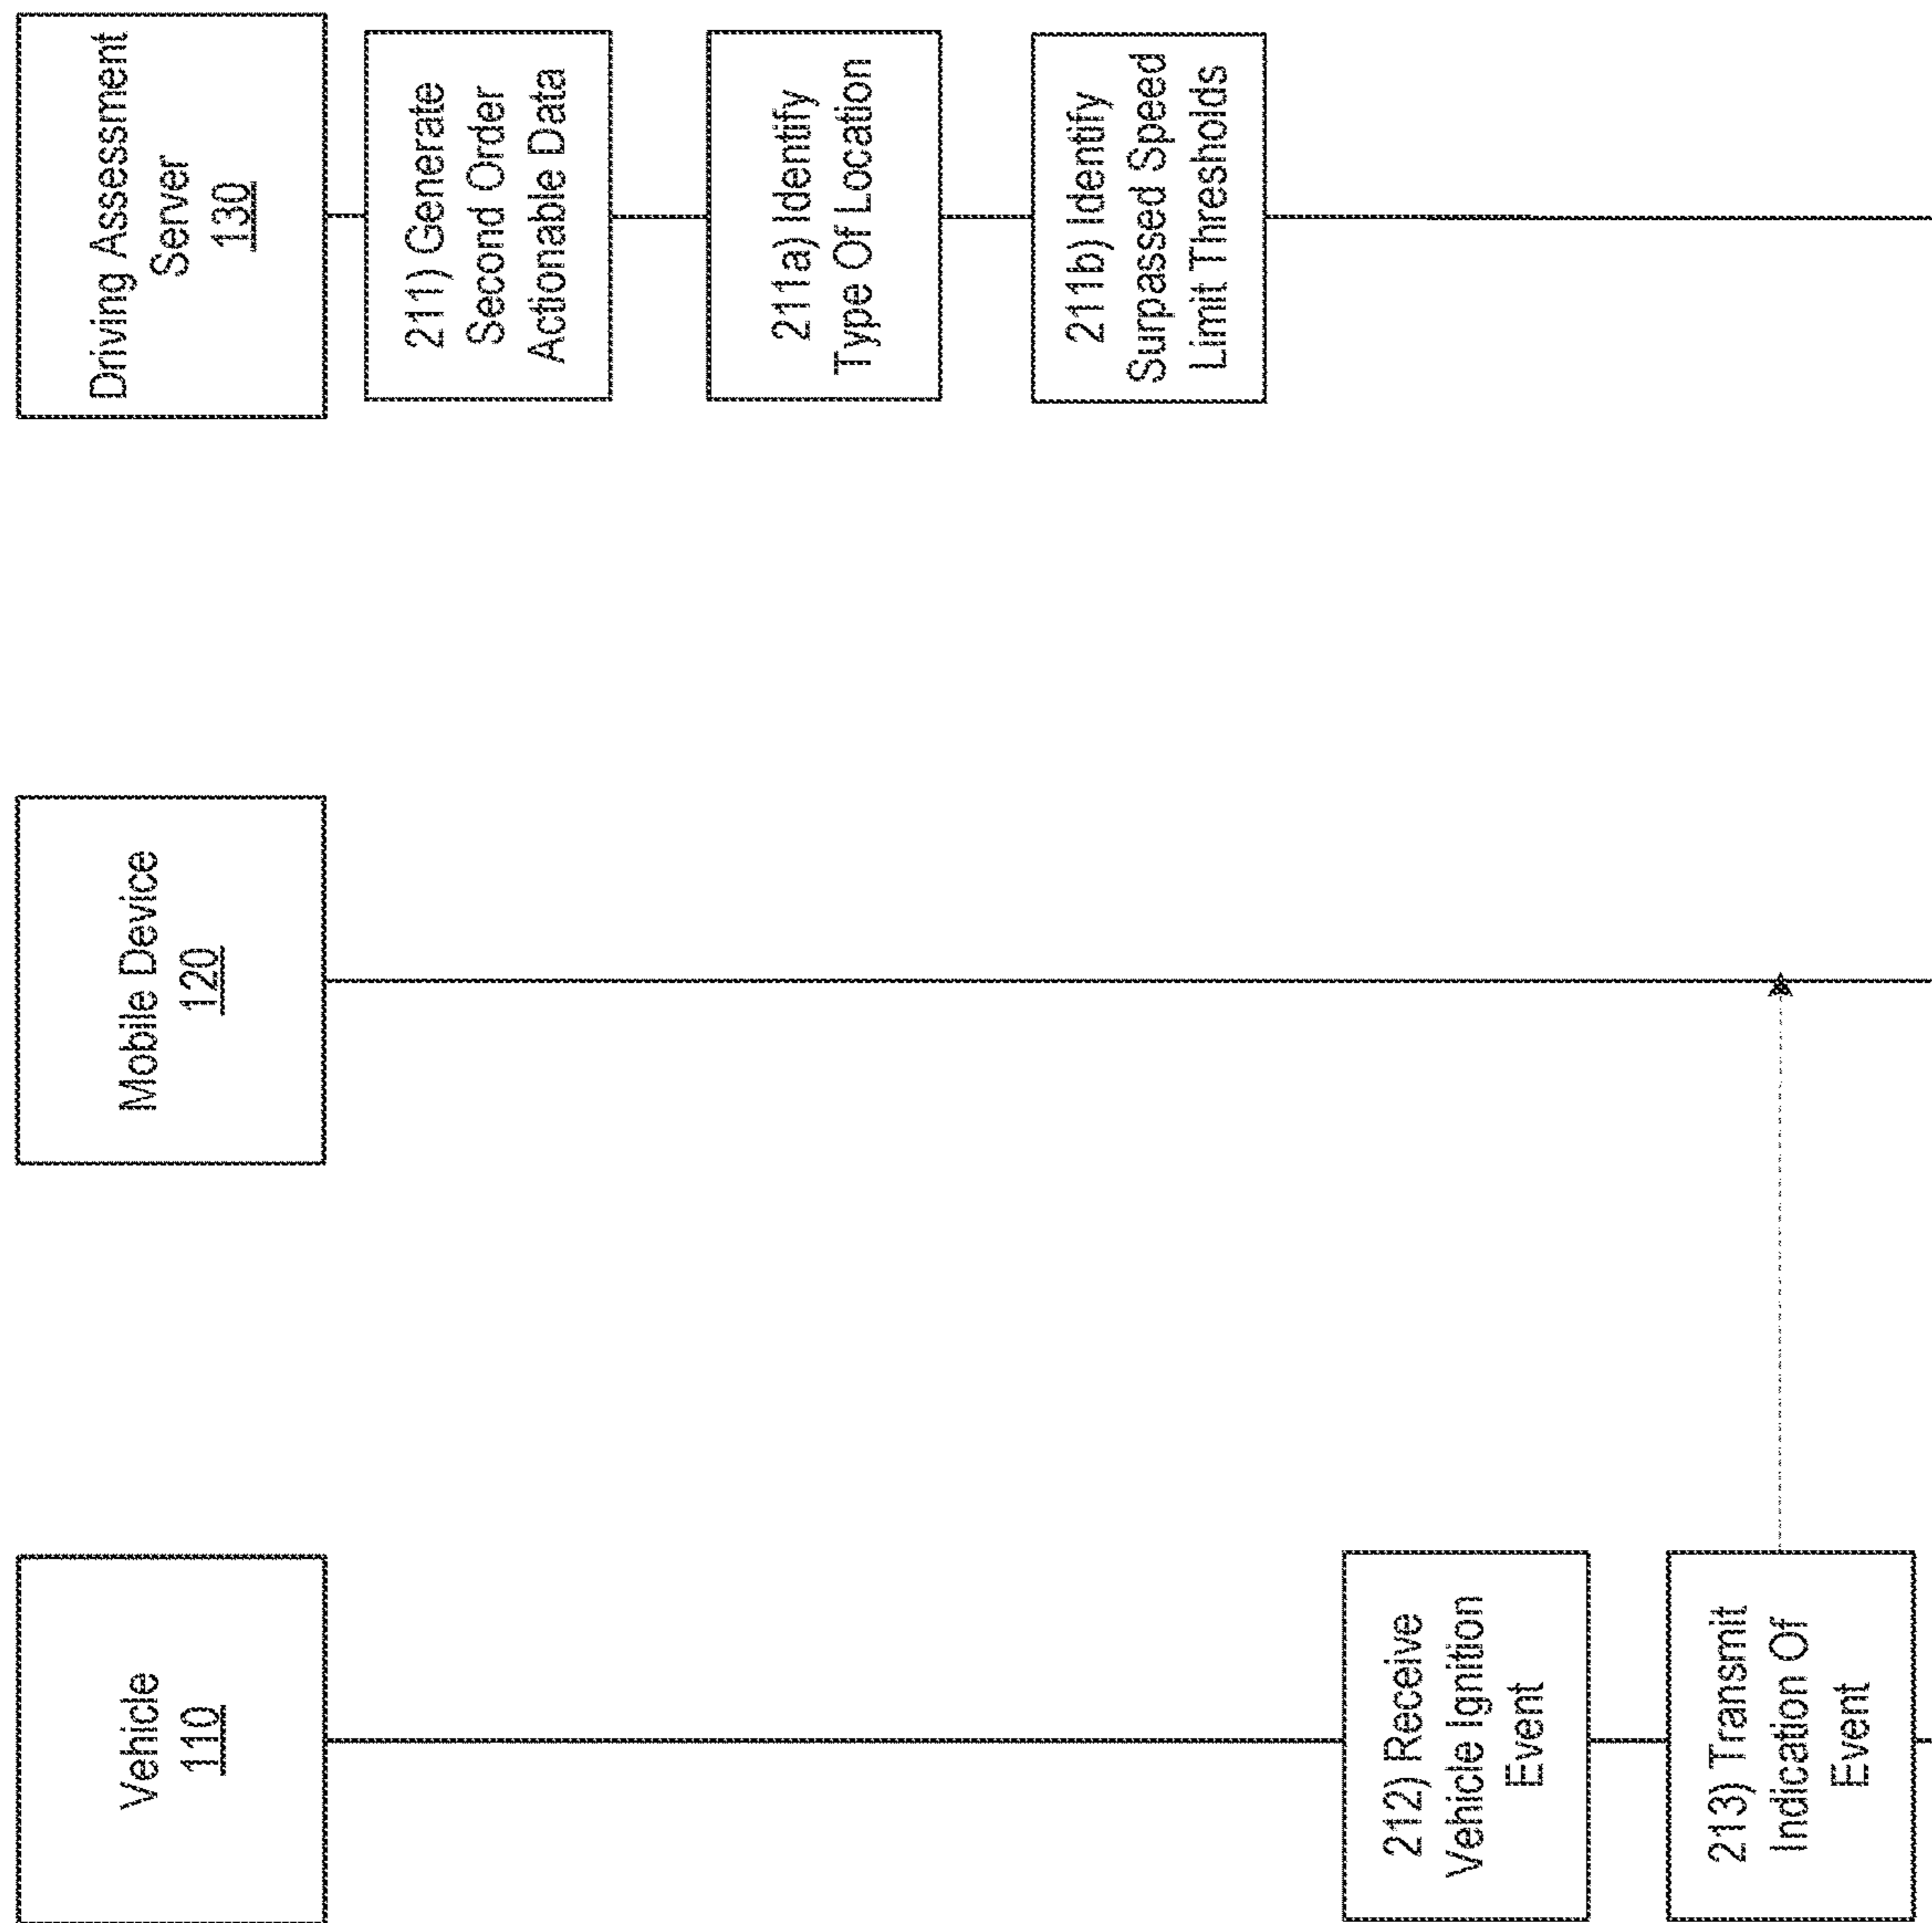 Vehicle
110
Mobile Device
120
Driving Assessment
Server
130
211) Generate
Second Order
Actionable Data
211a) Identify
Type Of Location
211b) Identify
Surpassed Speed
Limit Thresholds
212) Receive
Vehicle Ignition
Event
213) Transmit
Indication Of
Event